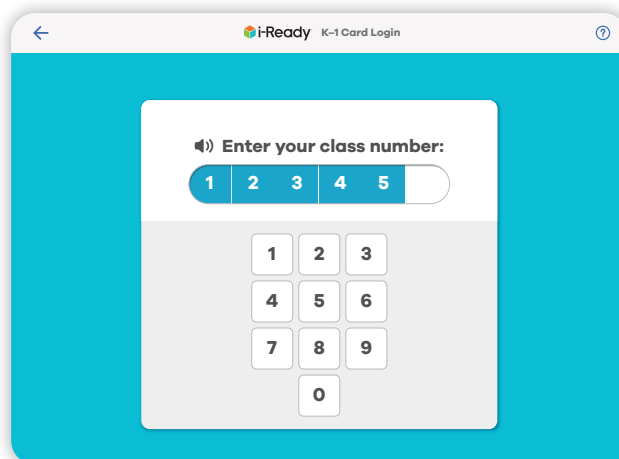 i-Ready K–1 Card Login ?
Enter your class number:
1 2 3 4 5
1 2 3
4 5 6
7 8 9
0